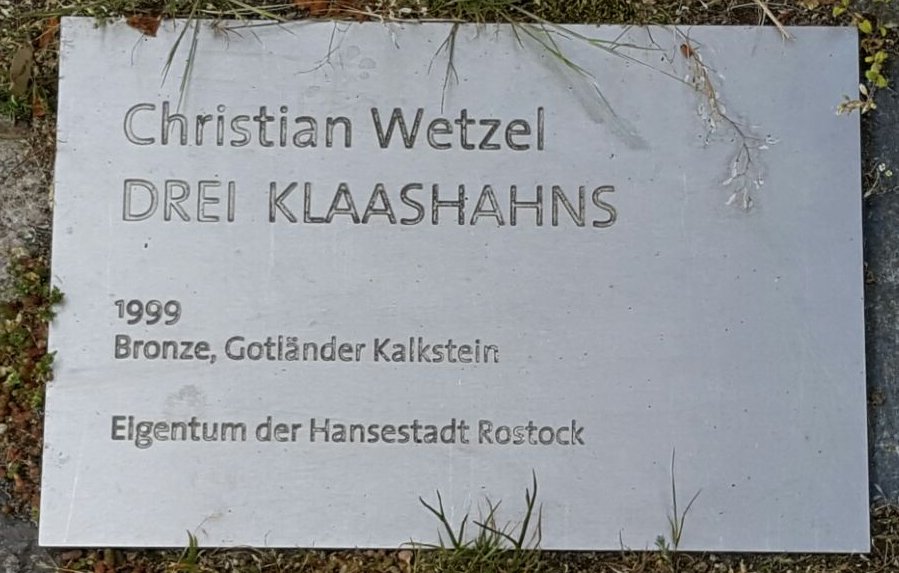 Christian Wetzel
DREI KLAASHAHNS
1999
Bronze, Gotländer Kalkstein
Eigentum der Hansestadt Rostock